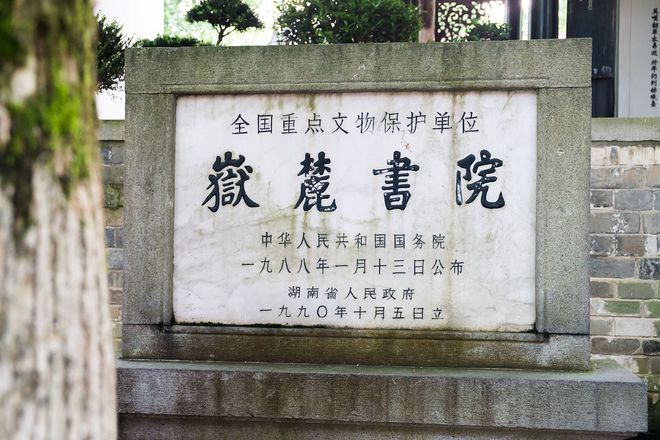 全国重点文物保护单位
嶽麓書院
中华人民共和国国务院
一九八八年一月十三日公布
湖南省人民政府
一九九〇年十月五日立